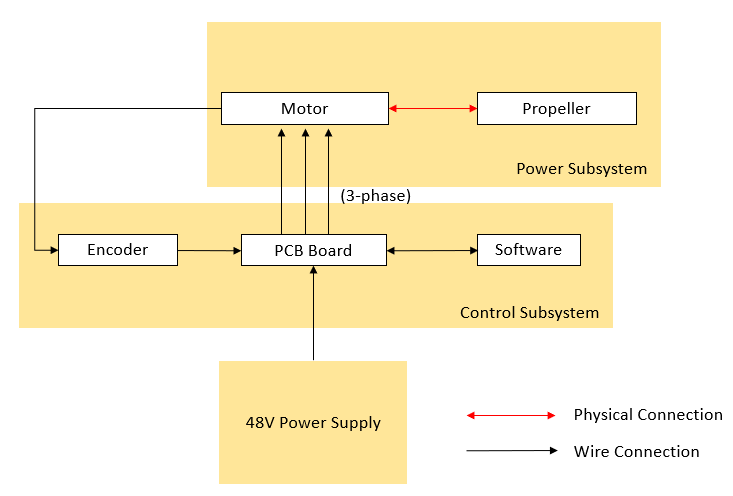 Motor
Propeller
Power Subsystem
(3-phase)
Encoder
PCB Board
Software
Control Subsystem
48V Power Supply
Physical Connection
Wire Connection